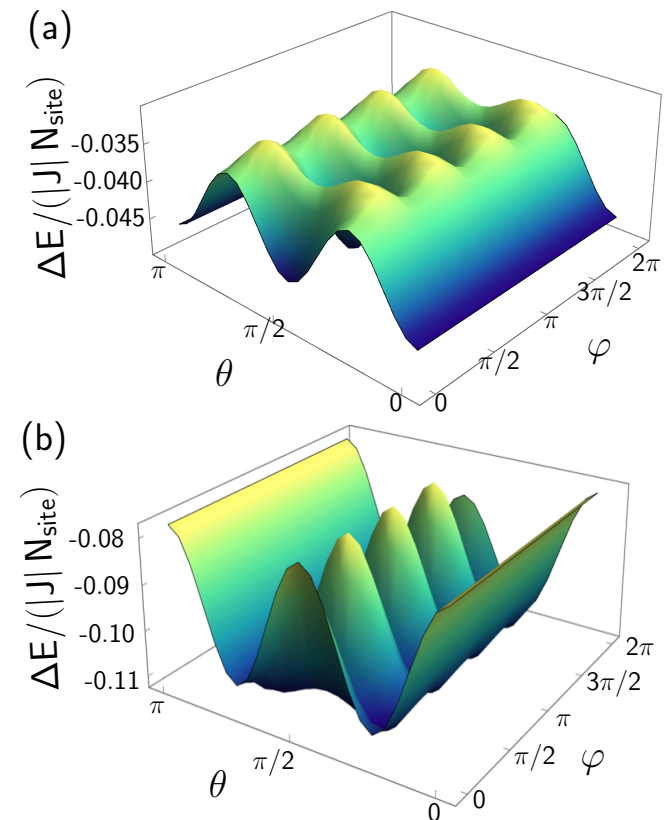 (a)
ΔE/(|J| N_site)
-0.035
-0.040
-0.045
π
π/2
0
θ
0
π/2
π
3π/2
2π
φ
(b)
ΔE/(|J| N_site)
-0.08
-0.09
-0.10
-0.11
π
π/2
0
θ
0
π/2
π
3π/2
2π
φ